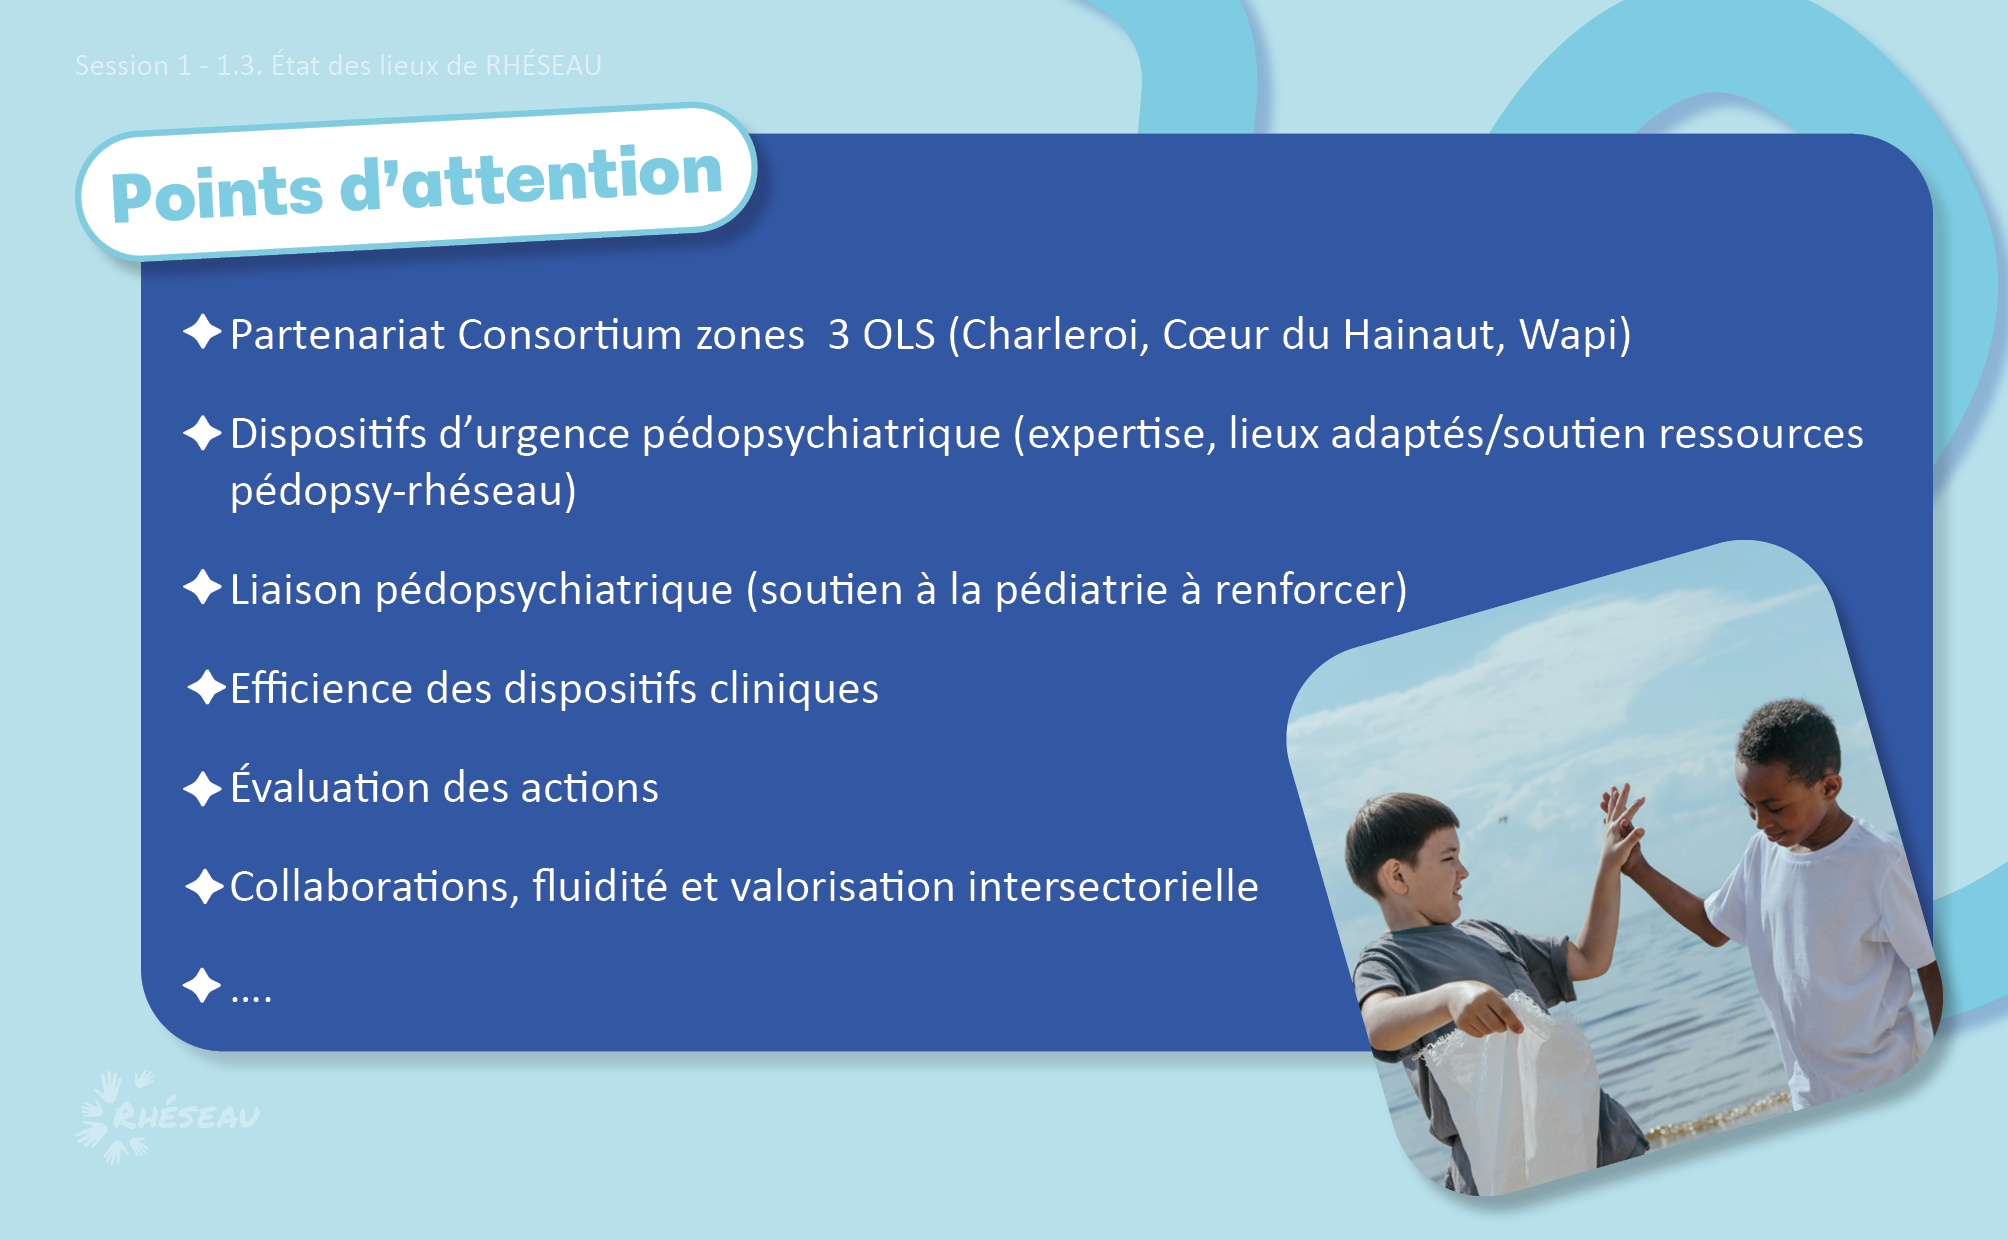 Session 1 - 1.3. État des lieux de RHÉSEAU
Points d’attention
Partenariat Consortium zones  3 OLS (Charleroi, Cœur du Hainaut, Wapi)
Dispositifs d’urgence pédopsychiatrique (expertise, lieux adaptés/soutien ressources
pédopsy-rhéseau)
Liaison pédopsychiatrique (soutien à la pédiatrie à renforcer)
Efficience des dispositifs cliniques
Évaluation des actions
Collaborations, fluidité et valorisation intersectorielle
....
RHÉSEAU